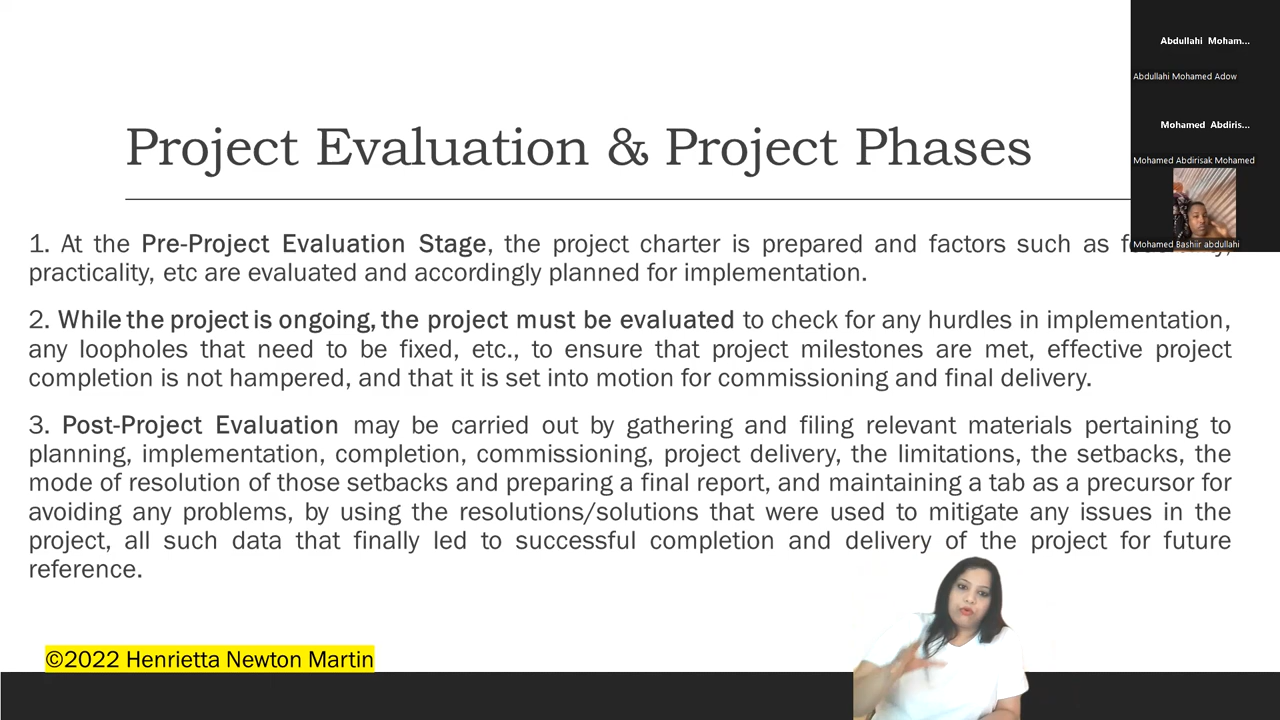 Abdullahi Moham...
Abdullahi Mohamed Adow
Mohamed Abdiris...
Mohamed Abdirisak Mohamed
Mohamed Bashiir abdullahi
Project Evaluation & Project Phases
1. At the Pre-Project Evaluation Stage, the project charter is prepared and factors such as
practicality, etc are evaluated and accordingly planned for implementation.
2. While the project is ongoing, the project must be evaluated to check for any hurdles in implementation,
any loopholes that need to be fixed, etc., to ensure that project milestones are met, effective project
completion is not hampered, and that it is set into motion for commissioning and final delivery.
3. Post-Project Evaluation may be carried out by gathering and filing relevant materials pertaining to
planning, implementation, completion, commissioning, project delivery, the limitations, the setbacks, the
mode of resolution of those setbacks and preparing a final report, and maintaining a tab as a precursor for
avoiding any problems, by using the resolutions/solutions that were used to mitigate any issues in the
project, all such data that finally led to successful completion and delivery of the project for future
reference.
©2022 Henrietta Newton Martin